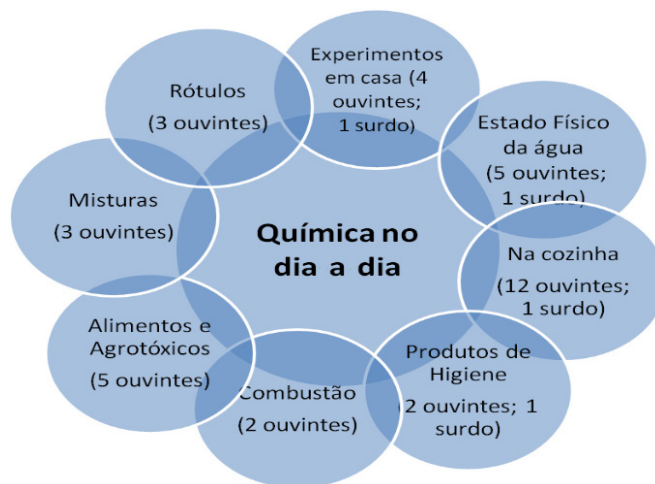 Experimentos
em casa (4
ouvintes;
1 surdo)
Estado Físico
da água
(5 ouvintes;
1 surdo)
Na cozinha
(12 ouvintes;
1 surdo)
Produtos de
Higiene
(2 ouvintes; 1
surdo)
Combustão
(2 ouvintes)
Alimentos e
Agrotóxicos
(5 ouvintes)
Misturas
(3 ouvintes)
Rótulos
(3 ouvintes)
Química no
dia a dia